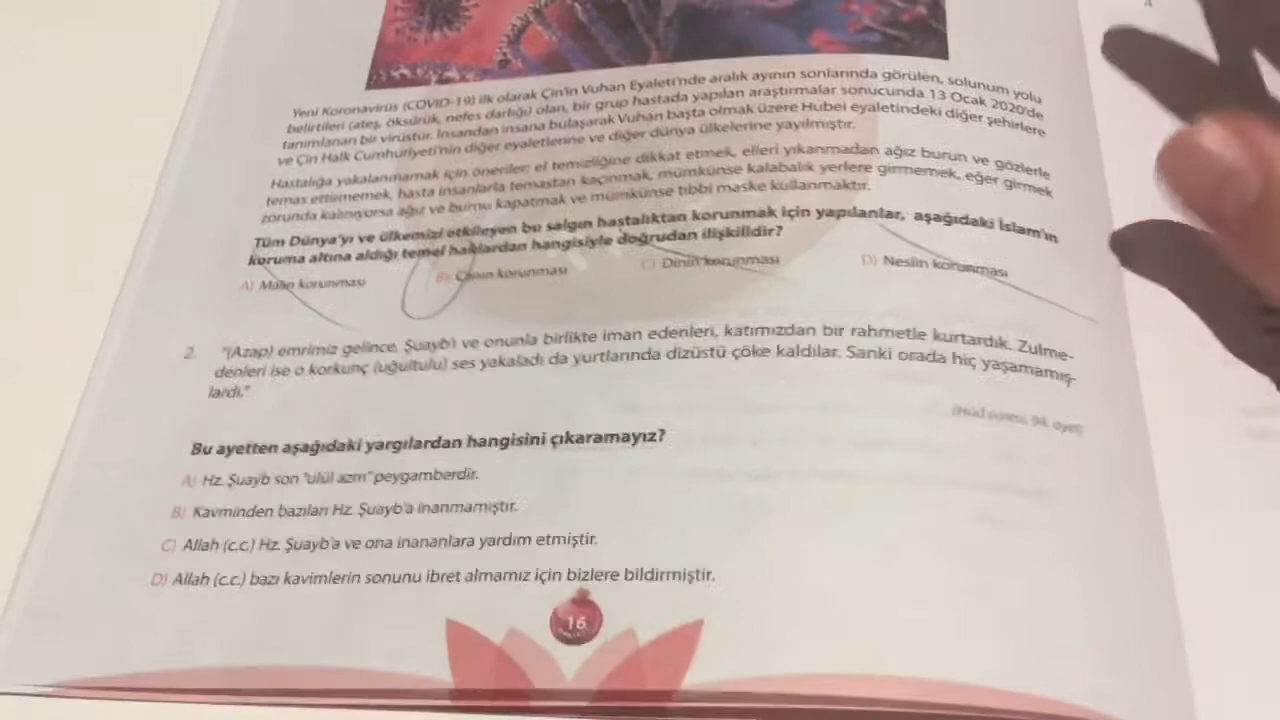 Yeni Koronavirüs (COVID-19) ilk olarak Çin'in Vuhan Eyaleti'nde aralık ayının sonlarında görülen, solunum yolu
belirtileri (ateş, öksürük, nefes darlığı) olan, bir grup hastada yapılan araştırmalar sonucunda 13 Ocak 2020'de
tanımlanan bir virüstür. İnsandan insana bulaşarak Vuhan başta olmak üzere Hubei eyaletindeki diğer şehirlere
ve Çin Halk Cumhuriyeti'nin diğer eyaletlerine ve diğer dünya ülkelerine yayılmıştır.
Hastalığa yakalanmamak için öneriler; el temizliğine dikkat etmek, elleri yıkanmadan ağız burun ve gözlerle
temas ettirmemek, hasta insanlarla temastan kaçınmak, mümkünse kalabalık yerlere girmemek, eğer girmek
zorunda kalınıyorsa ağız ve burnu kapatmak ve mümkünse tıbbi maske kullanmaktır.
Tüm Dünya'yı ve ülkemizi etkileyen bu salgın hastalıktan korunmak için yapılanlar, aşağıdaki İslam'ın
koruma altına aldığı temel haklardan hangisiyle doğrudan ilişkilidir?
A) Malın korunması B) Canın korunması C) Dinin korunması D) Neslin korunması
2. "(Azap) emrimiz gelince, Şuayb'ı ve onunla birlikte iman edenleri, katımızdan bir rahmetle kurtardık. Zulme-
denleri ise o korkunç (uğultulu) ses yakaladı da yurtlarında dizüstü çöke kaldılar. Sanki orada hiç yaşamamış-
lardı."
(Hûd suresi, 94. ayet)
Bu ayetten aşağıdaki yargılardan hangisini çıkaramayız?
A) Hz. Şuayb son "ulül azm" peygamberdir.
B) Kavminden bazıları Hz. Şuayb'a inanmamıştır.
C) Allah (c.c.) Hz. Şuayb'a ve ona inananlara yardım etmiştir.
D) Allah (c.c.) bazı kavimlerin sonunu ibret almamız için bizlere bildirmiştir.
16